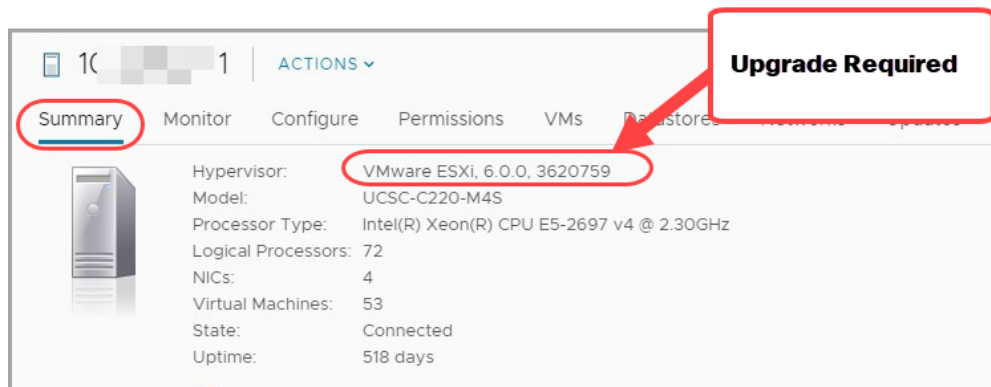 1( 1 ACTIONS
Upgrade Required
Summary Monitor Configure Permissions VMs Datastores
Hypervisor: VMware ESXi, 6.0.0, 3620759
Model: UCSC-C220-M4S
Processor Type: Intel(R) Xeon(R) CPU E5-2697 v4 @ 2.30GHz
Logical Processors: 72
NICs: 4
Virtual Machines: 53
State: Connected
Uptime: 518 days